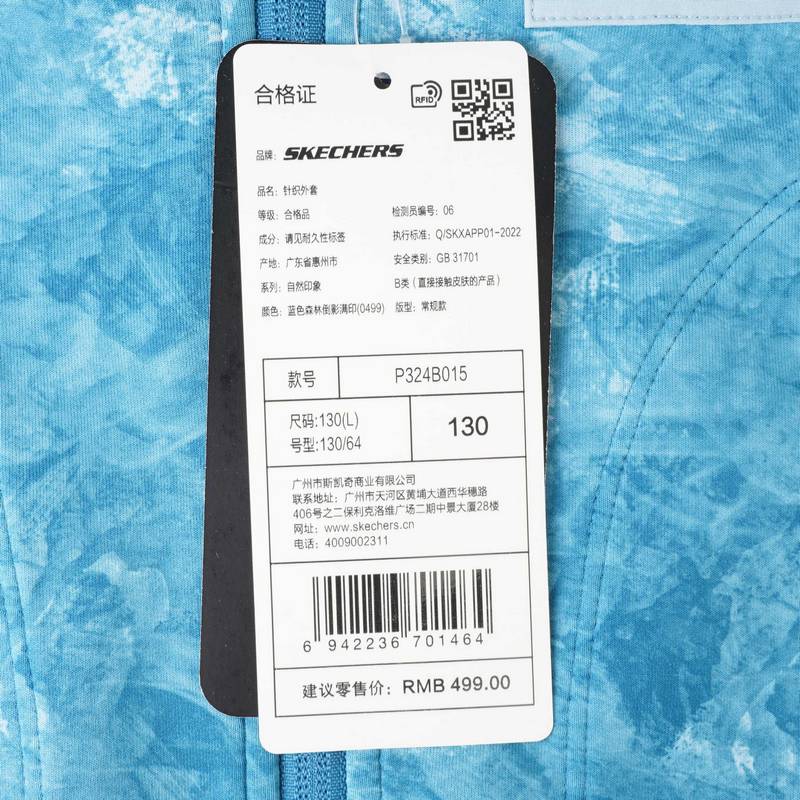 合格证
RFID
品牌: SKECHERS
品名: 针织外套
等级: 合格品 检测员编号: 06
成分: 请见耐久性标签 执行标准: Q/SKXAPP01-2022
产地: 广东省惠州市 安全类别: GB 31701
系列: 自然印象 B类（直接接触皮肤的产品）
颜色: 蓝色森林倒影满印(0499) 版型: 常规款
款号 P324B015
尺码:130(L) 130
号型:130/64
广州市斯凯奇商业有限公司
联系地址: 广州市天河区黄埔大道西华穗路
406号之二保利克洛维广场二期中景大厦28楼
网址: www.skechers.cn
电话: 4009002311
6 942236 701464
建议零售价: RMB 499.00